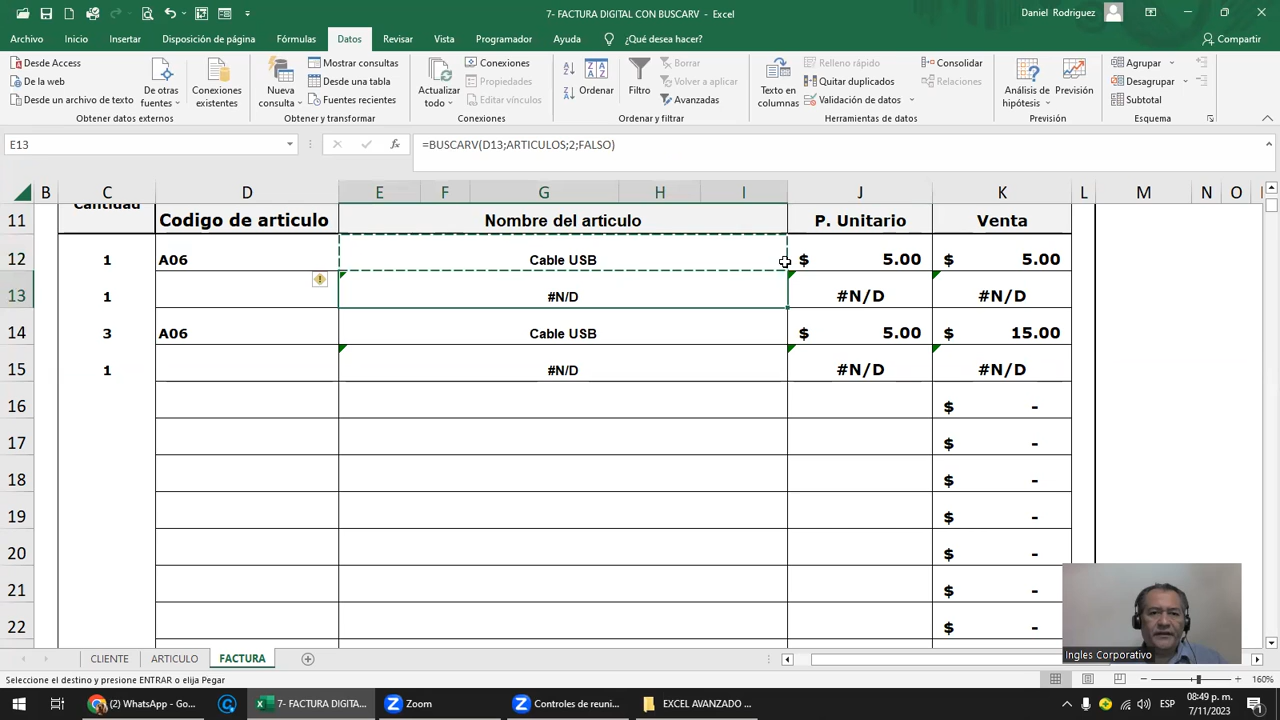 7- FACTURA DIGITAL CON BUSCARV - Excel
Daniel Rodriguez
Archivo Inicio Insertar Disposición de página Fórmulas Datos Revisar Vista Programador Ayuda ¿Qué desea hacer? Compartir
Desde Access
De la web
Desde un archivo de texto
De otras fuentes
Conexiones existentes
Obtener datos externos
Nueva consulta
Mostrar consultas
Desde una tabla
Fuentes recientes
Obtener y transformar
Actualizar todo
Conexiones
Propiedades
Editar vínculos
Conexiones
Ordenar
Filtro
Borrar
Volver a aplicar
Avanzadas
Ordenar y filtrar
Texto en columnas
Relleno rápido
Quitar duplicados
Validación de datos
Consolidar
Relaciones
Herramientas de datos
Análisis de hipótesis
Previsión
Previsión
Agrupar
Desagrupar
Subtotal
Esquema
E13 fx =BUSCARV(D13;ARTICULOS;2;FALSO)
B C D E F G H I J K L M N O
11 Cantidad Codigo de articulo Nombre del articulo P. Unitario Venta
12 1 A06 Cable USB $ 5.00 $ 5.00
13 1 #N/D #N/D #N/D
14 3 A06 Cable USB $ 5.00 $ 15.00
15 1 #N/D #N/D #N/D
16 $ -
17 $ -
18 $ -
19 $ -
20 $ -
21 $ -
22 $ -
Ingles Corporativo
CLIENTE ARTICULO FACTURA
Seleccione el destino y presione ENTRAR o elija Pegar
160%
(2) WhatsApp - Go...
7- FACTURA DIGITA...
Zoom
Controles de reuni...
EXCEL AVANZADO ...
ESP
08:49 p. m.
7/11/2023